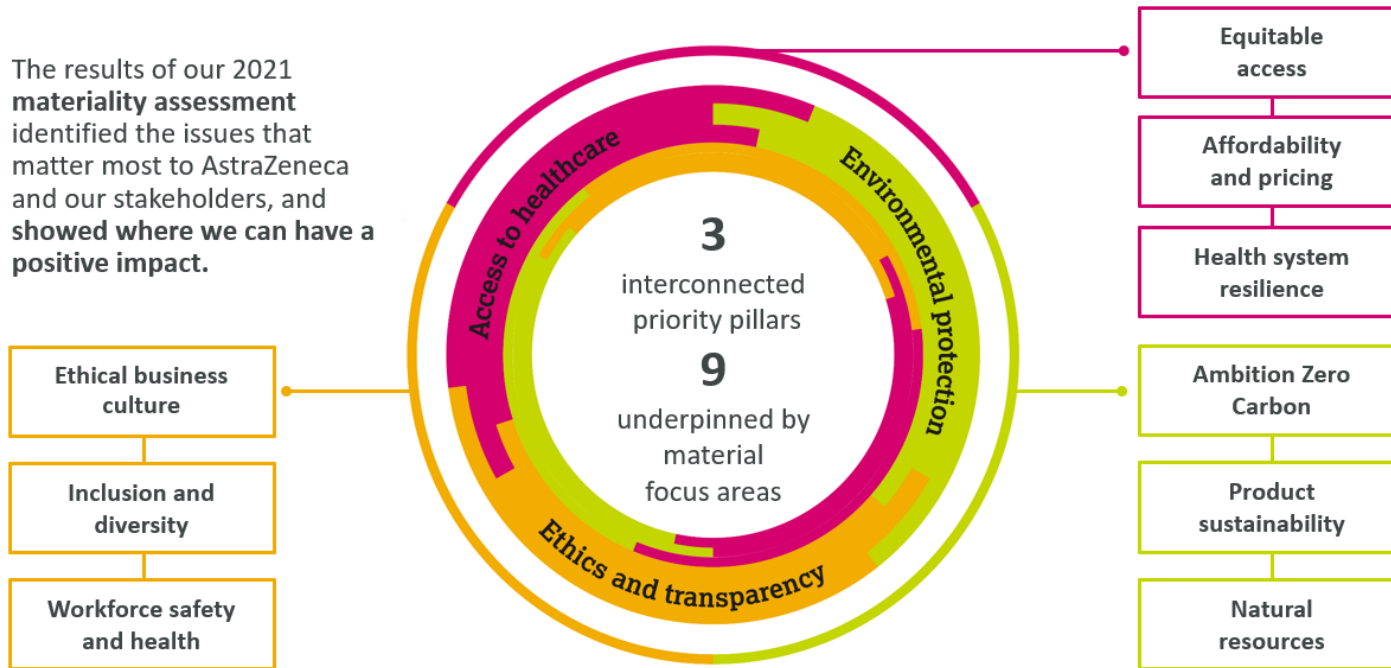 The results of our 2021
materiality assessment
identified the issues that
matter most to AstraZeneca
and our stakeholders, and
showed where we can have a
positive impact.
Access to healthcare
Environmental protection
Ethics and transparency
3
interconnected
priority pillars
9
underpinned by
material
focus areas
Equitable
access
Affordability
and pricing
Health system
resilience
Ethical business
culture
Inclusion and
diversity
Workforce safety
and health
Ambition Zero
Carbon
Product
sustainability
Natural
resources